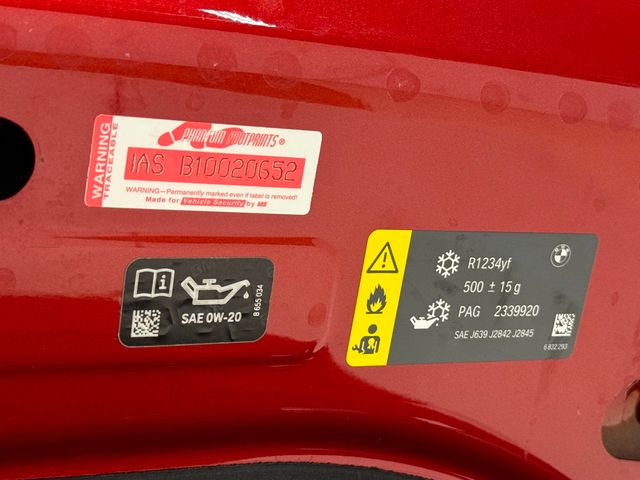 WARNING
TRACEABLE
PHANTOM FOOTPRINTS®
IAS B10020652
WARNING—Permanently marked even if label is removed!
Made for Vehicle Security by IAS
SAE 0W-20
8 655 034
R1234yf
500 ± 15 g
PAG 2339920
SAE J639 J2842 J2845
6 832 293